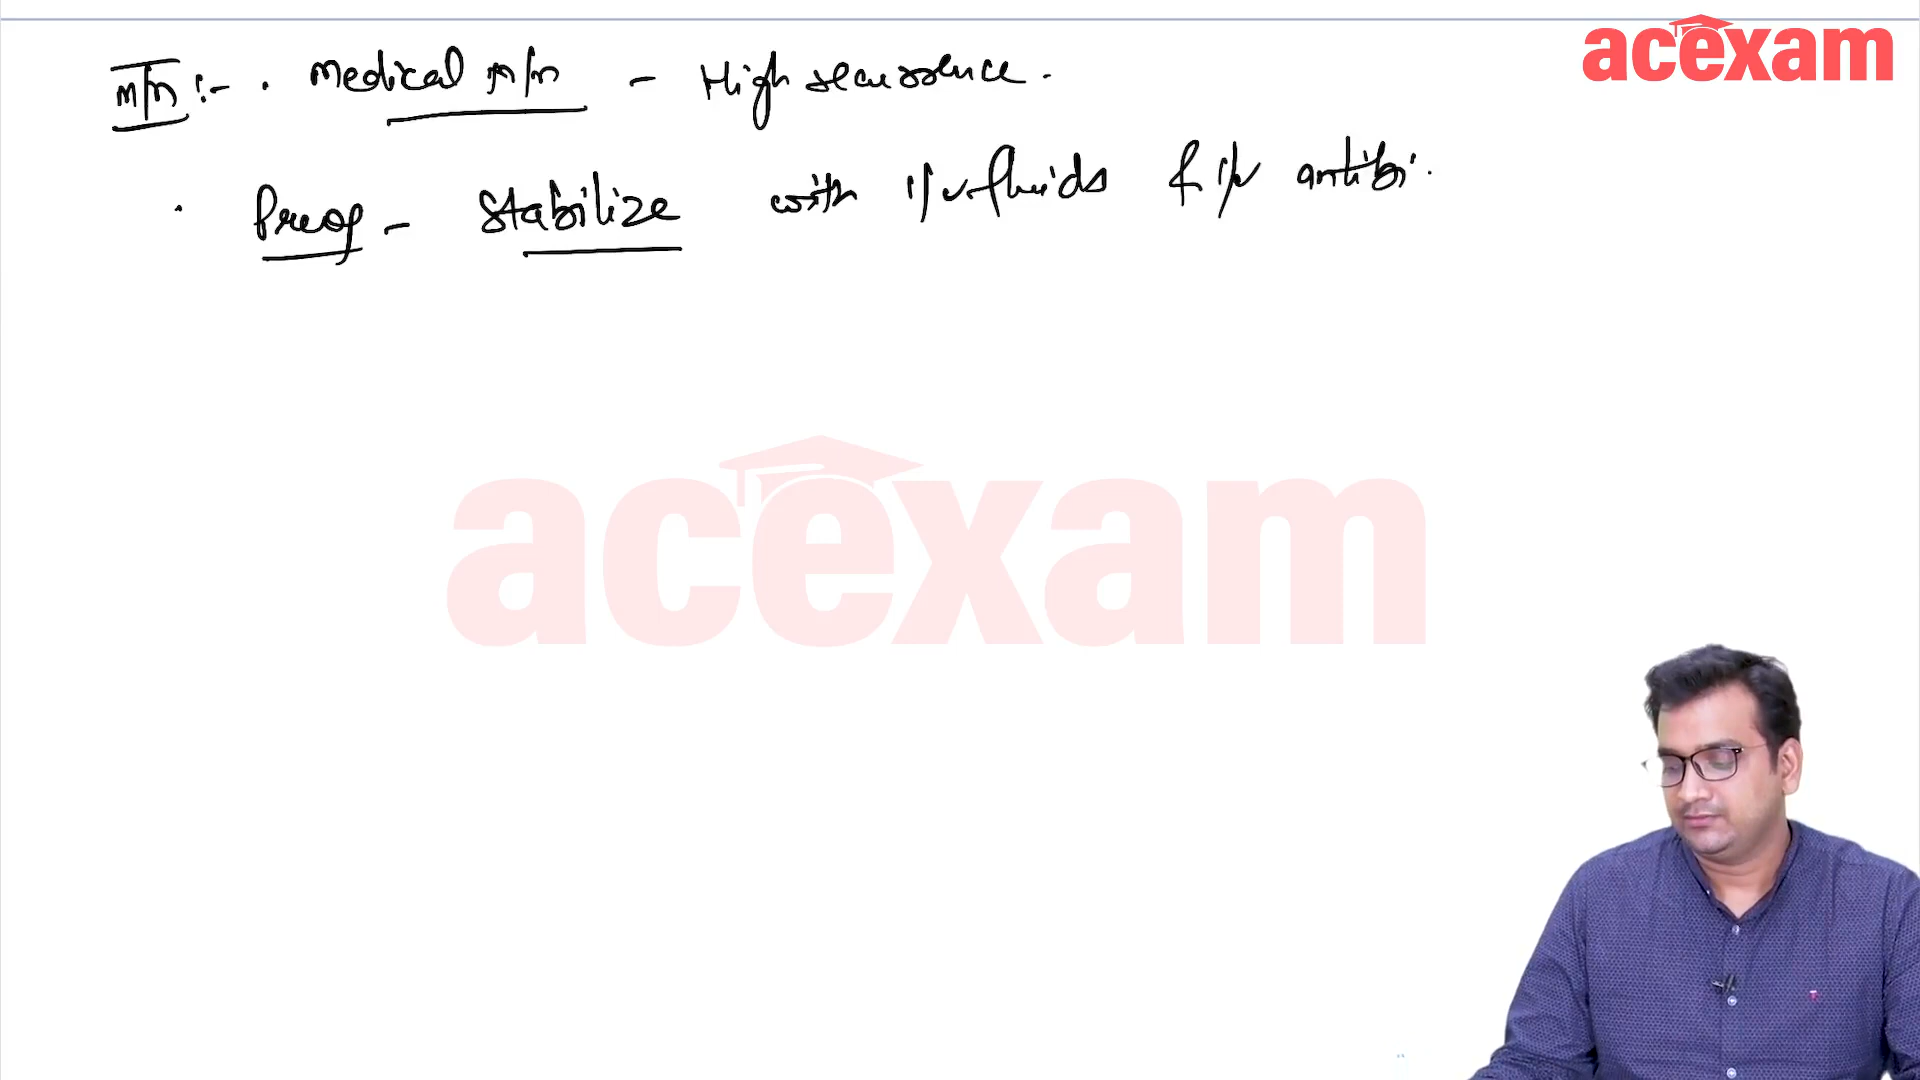 acexam
m/m :- . Medical m/m - High recurrence.
. Preop - Stabilize with i/v fluids & i/v antibi.
acexam